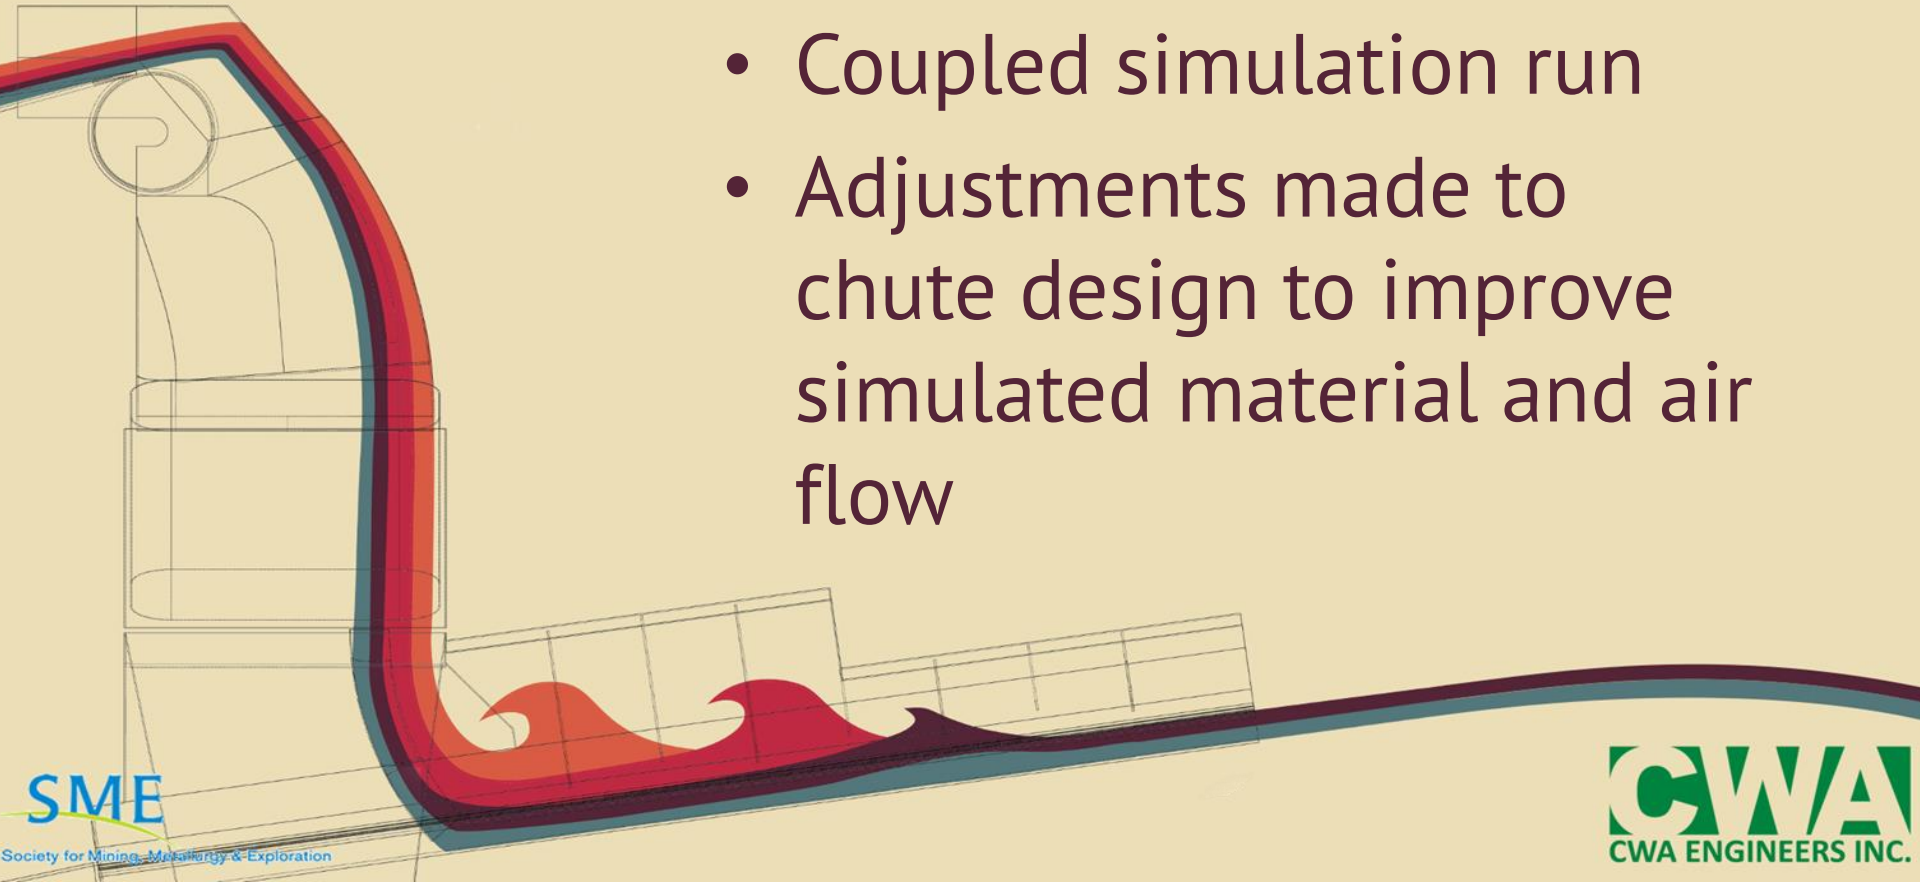 • Coupled simulation run
• Adjustments made to
chute design to improve
simulated material and air
flow
SME
Society for Mining, Metallurgy & Exploration
CWA
CWA ENGINEERS INC.